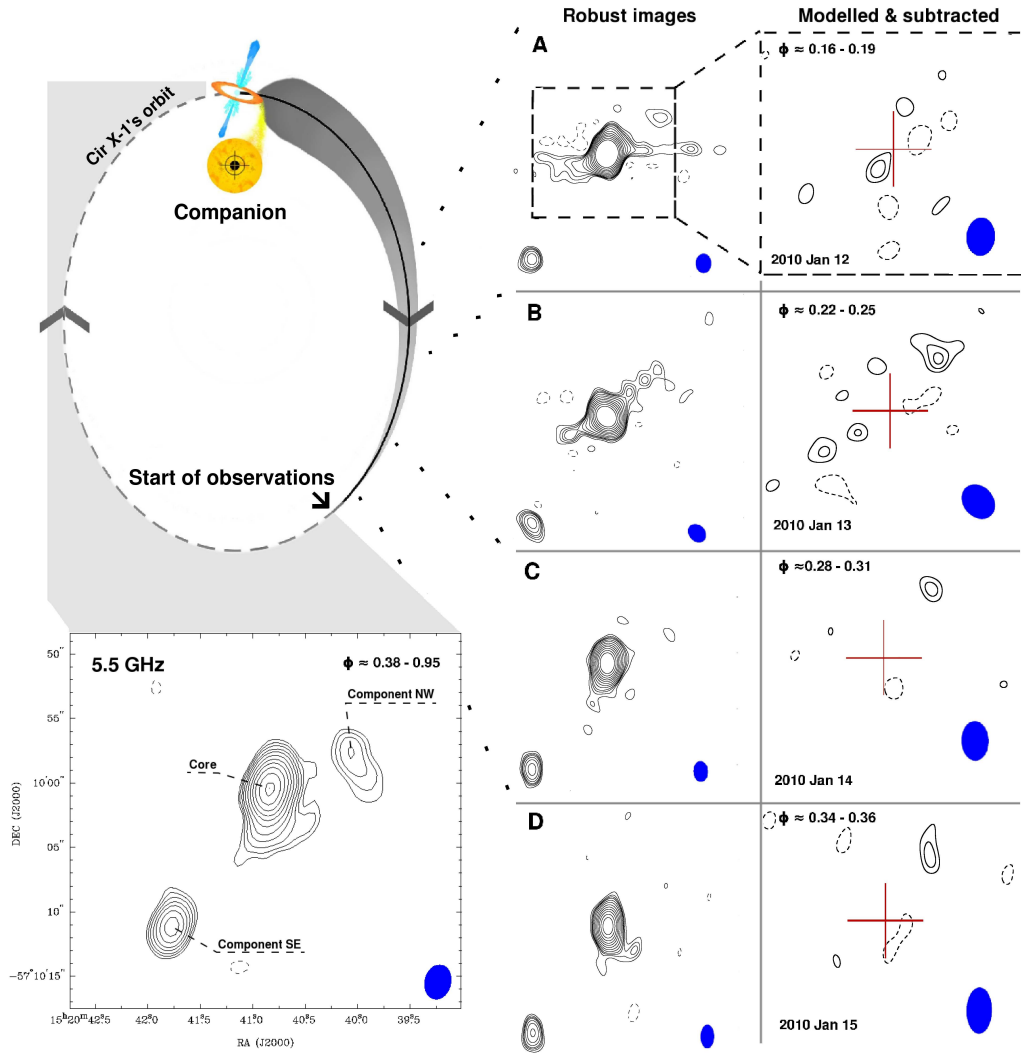 Robust images
Modelled & subtracted
A
ϕ ≈ 0.16 - 0.19
2010 Jan 12
Cir X-1's orbit
Companion
Start of observations
B
ϕ ≈ 0.22 - 0.25
2010 Jan 13
C
ϕ ≈0.28 - 0.31
2010 Jan 14
D
ϕ ≈ 0.34 - 0.36
2010 Jan 15
5.5 GHz
ϕ ≈ 0.38 - 0.95
Component NW
Core
Component SE
DEC (J2000)
50"
55"
10'00"
05"
10"
−57°10'15"
15ʰ20ᵐ42ˢ.5
42ˢ.0
41ˢ.5
41ˢ.0
40ˢ.5
40ˢ.0
39ˢ.5
RA (J2000)